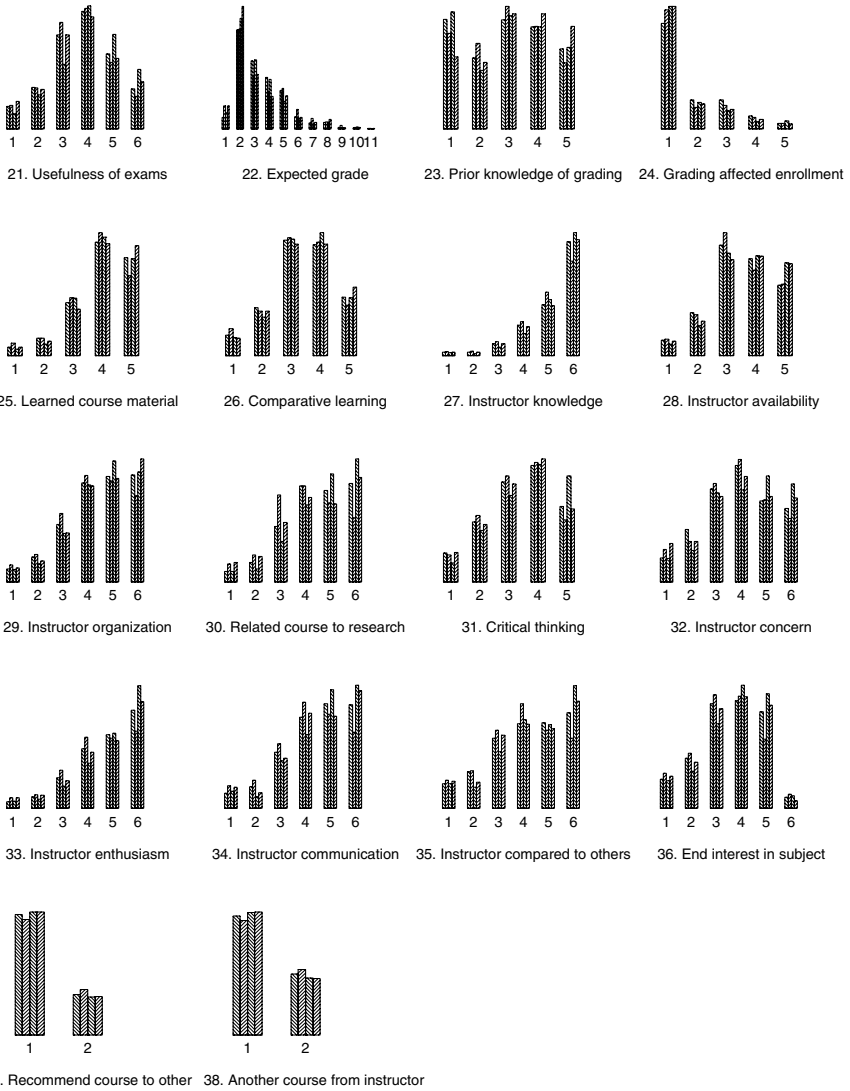 1 2 3 4 5 6 1 2 3 4 5 6 7 8 9 1011 1 2 3 4 5 1 2 3 4 5
21. Usefulness of exams 22. Expected grade 23. Prior knowledge of grading 24. Grading affected enrollment
1 2 3 4 5 1 2 3 4 5 1 2 3 4 5 6 1 2 3 4 5
25. Learned course material 26. Comparative learning 27. Instructor knowledge 28. Instructor availability
1 2 3 4 5 6 1 2 3 4 5 6 1 2 3 4 5 1 2 3 4 5 6
29. Instructor organization 30. Related course to research 31. Critical thinking 32. Instructor concern
1 2 3 4 5 6 1 2 3 4 5 6 1 2 3 4 5 6 1 2 3 4 5 6
33. Instructor enthusiasm 34. Instructor communication 35. Instructor compared to others 36. End interest in subject
1 2 1 2
. Recommend course to other 38. Another course from instructor